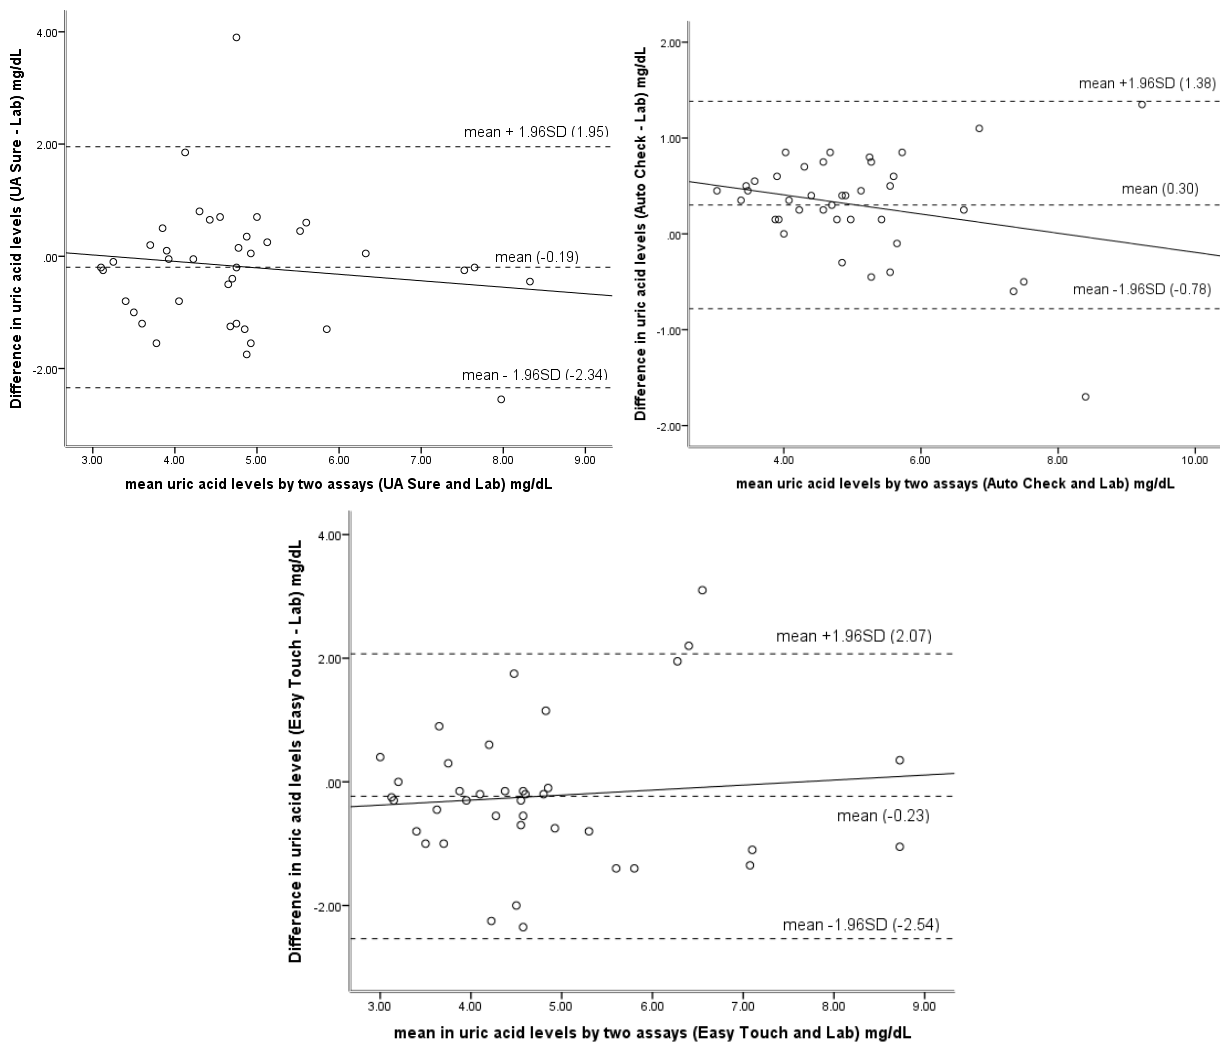 Difference in uric acid levels (UA Sure - Lab) mg/dL
4.00
2.00
.00
-2.00
mean + 1.96SD (1.95)
mean (-0.19)
mean - 1.96SD (-2.34)
3.00 4.00 5.00 6.00 7.00 8.00 9.00
mean uric acid levels by two assays (UA Sure and Lab) mg/dL
Difference in uric acid levels (Auto Check - Lab) mg/dL
2.00
1.00
.00
-1.00
-2.00
mean +1.96SD (1.38)
mean (0.30)
mean -1.96SD (-0.78)
4.00 6.00 8.00 10.00
mean uric acid levels by two assays (Auto Check and Lab) mg/dL
Difference in uric acid levels (Easy Touch - Lab) mg/dL
4.00
2.00
.00
-2.00
mean +1.96SD (2.07)
mean (-0.23)
mean -1.96SD (-2.54)
3.00 4.00 5.00 6.00 7.00 8.00 9.00
mean in uric acid levels by two assays (Easy Touch and Lab) mg/dL